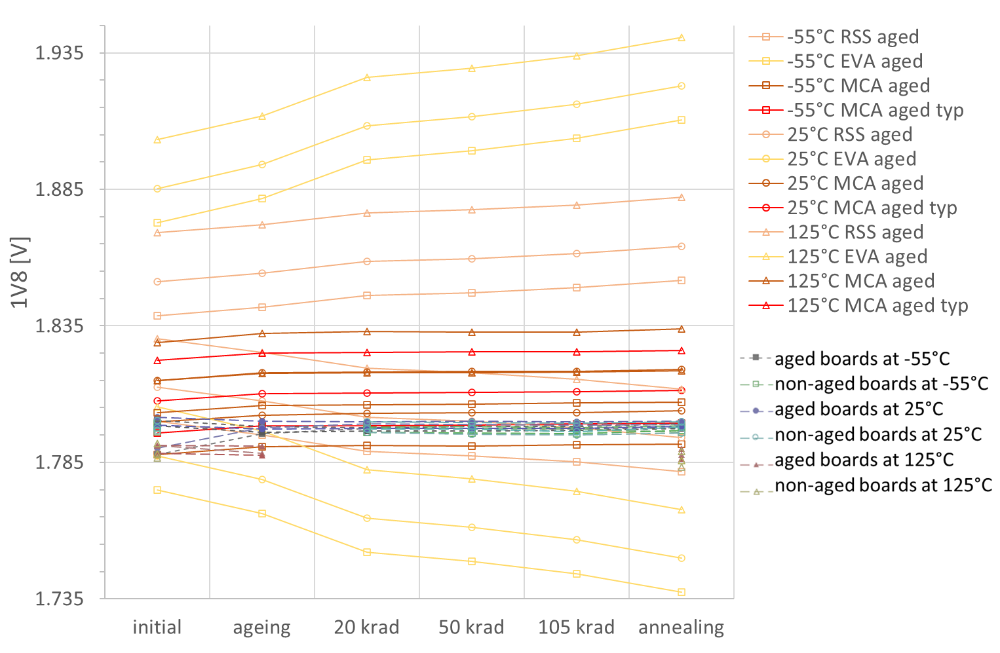 1V8 [V]
1.935
1.885
1.835
1.785
1.735
initial
ageing
20 krad
50 krad
105 krad
annealing
-55°C RSS aged
-55°C EVA aged
-55°C MCA aged
-55°C MCA aged typ
25°C RSS aged
25°C EVA aged
25°C MCA aged
25°C MCA aged typ
125°C RSS aged
125°C EVA aged
125°C MCA aged
125°C MCA aged typ
aged boards at -55°C
non-aged boards at -55°C
aged boards at 25°C
non-aged boards at 25°C
aged boards at 125°C
non-aged boards at 125°C